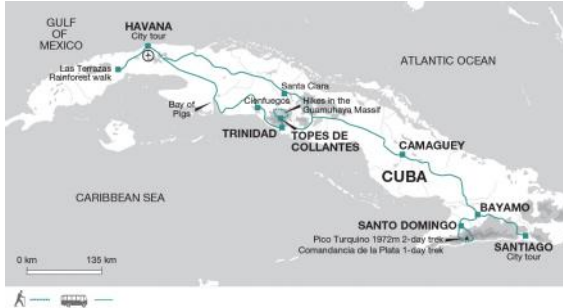 GULF
OF
MEXICO
HAVANA
City tour
ATLANTIC OCEAN
Las Terrazas
Rainforest walk
Santa Clara
Bay of
Pigs
Cienfuegos
Hikes in the
Guamuhaya Massif
TRINIDAD
TOPES DE
COLLANTES
CAMAGUEY
CUBA
CARIBBEAN SEA
BAYAMO
SANTO DOMINGO
Pico Turquino 1972m 2-day trek
Comandancia de la Plata 1-day trek
SANTIAGO
City tour
0 km
135 km